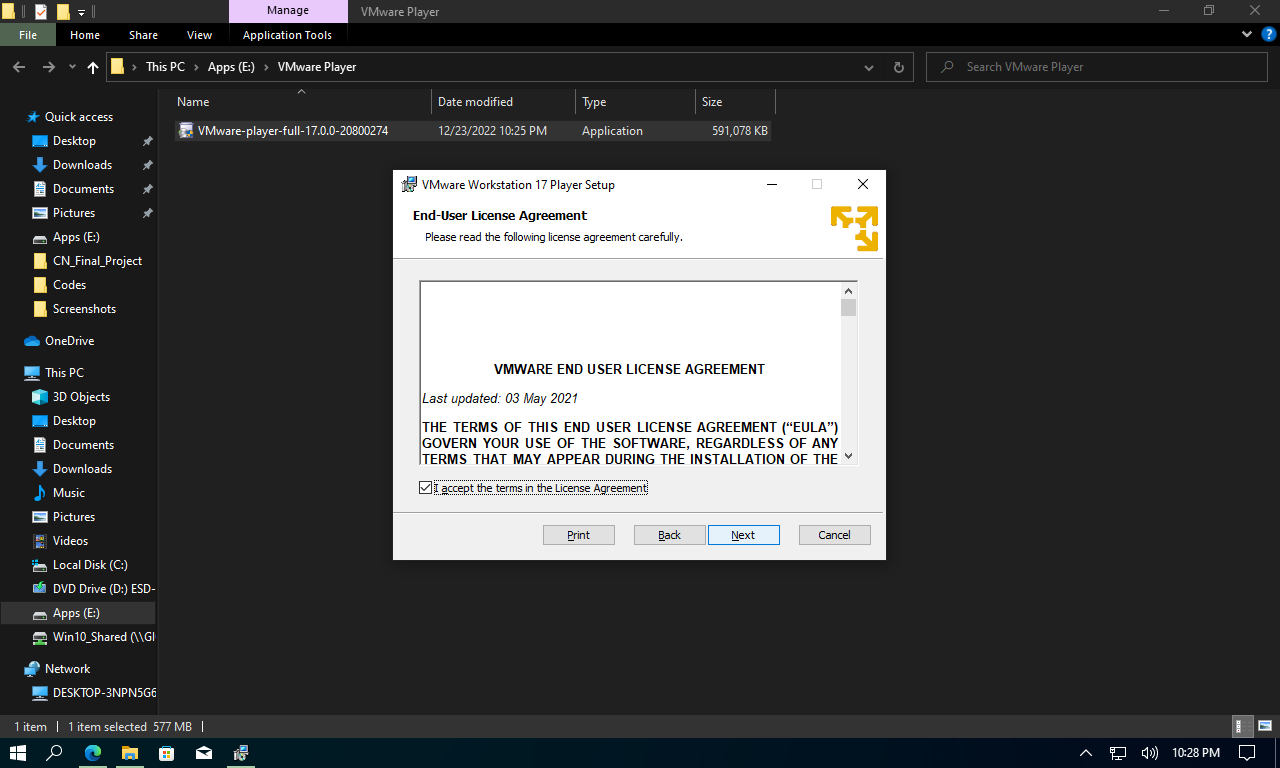 Manage
VMware Player
File
Home
Share
View
Application Tools
This PC
Apps (E:)
VMware Player
Search VMware Player
Name
Date modified
Type
Size
VMware-player-full-17.0.0-20800274
12/23/2022 10:25 PM
Application
591,078 KB
Quick access
Desktop
Downloads
Documents
Pictures
Apps (E:)
CN_Final_Project
Codes
Screenshots
OneDrive
This PC
3D Objects
Desktop
Documents
Downloads
Music
Pictures
Videos
Local Disk (C:)
DVD Drive (D:) ESD-
Apps (E:)
Win10_Shared (\\Gl
Network
DESKTOP-3NPN5G6
VMware Workstation 17 Player Setup
End-User License Agreement
Please read the following license agreement carefully.
VMWARE END USER LICENSE AGREEMENT
Last updated: 03 May 2021
THE TERMS OF THIS END USER LICENSE AGREEMENT (“EULA”)
GOVERN YOUR USE OF THE SOFTWARE, REGARDLESS OF ANY
TERMS THAT MAY APPEAR DURING THE INSTALLATION OF THE
I accept the terms in the License Agreement
Print
Back
Next
Cancel
1 item
1 item selected 577 MB
10:28 PM